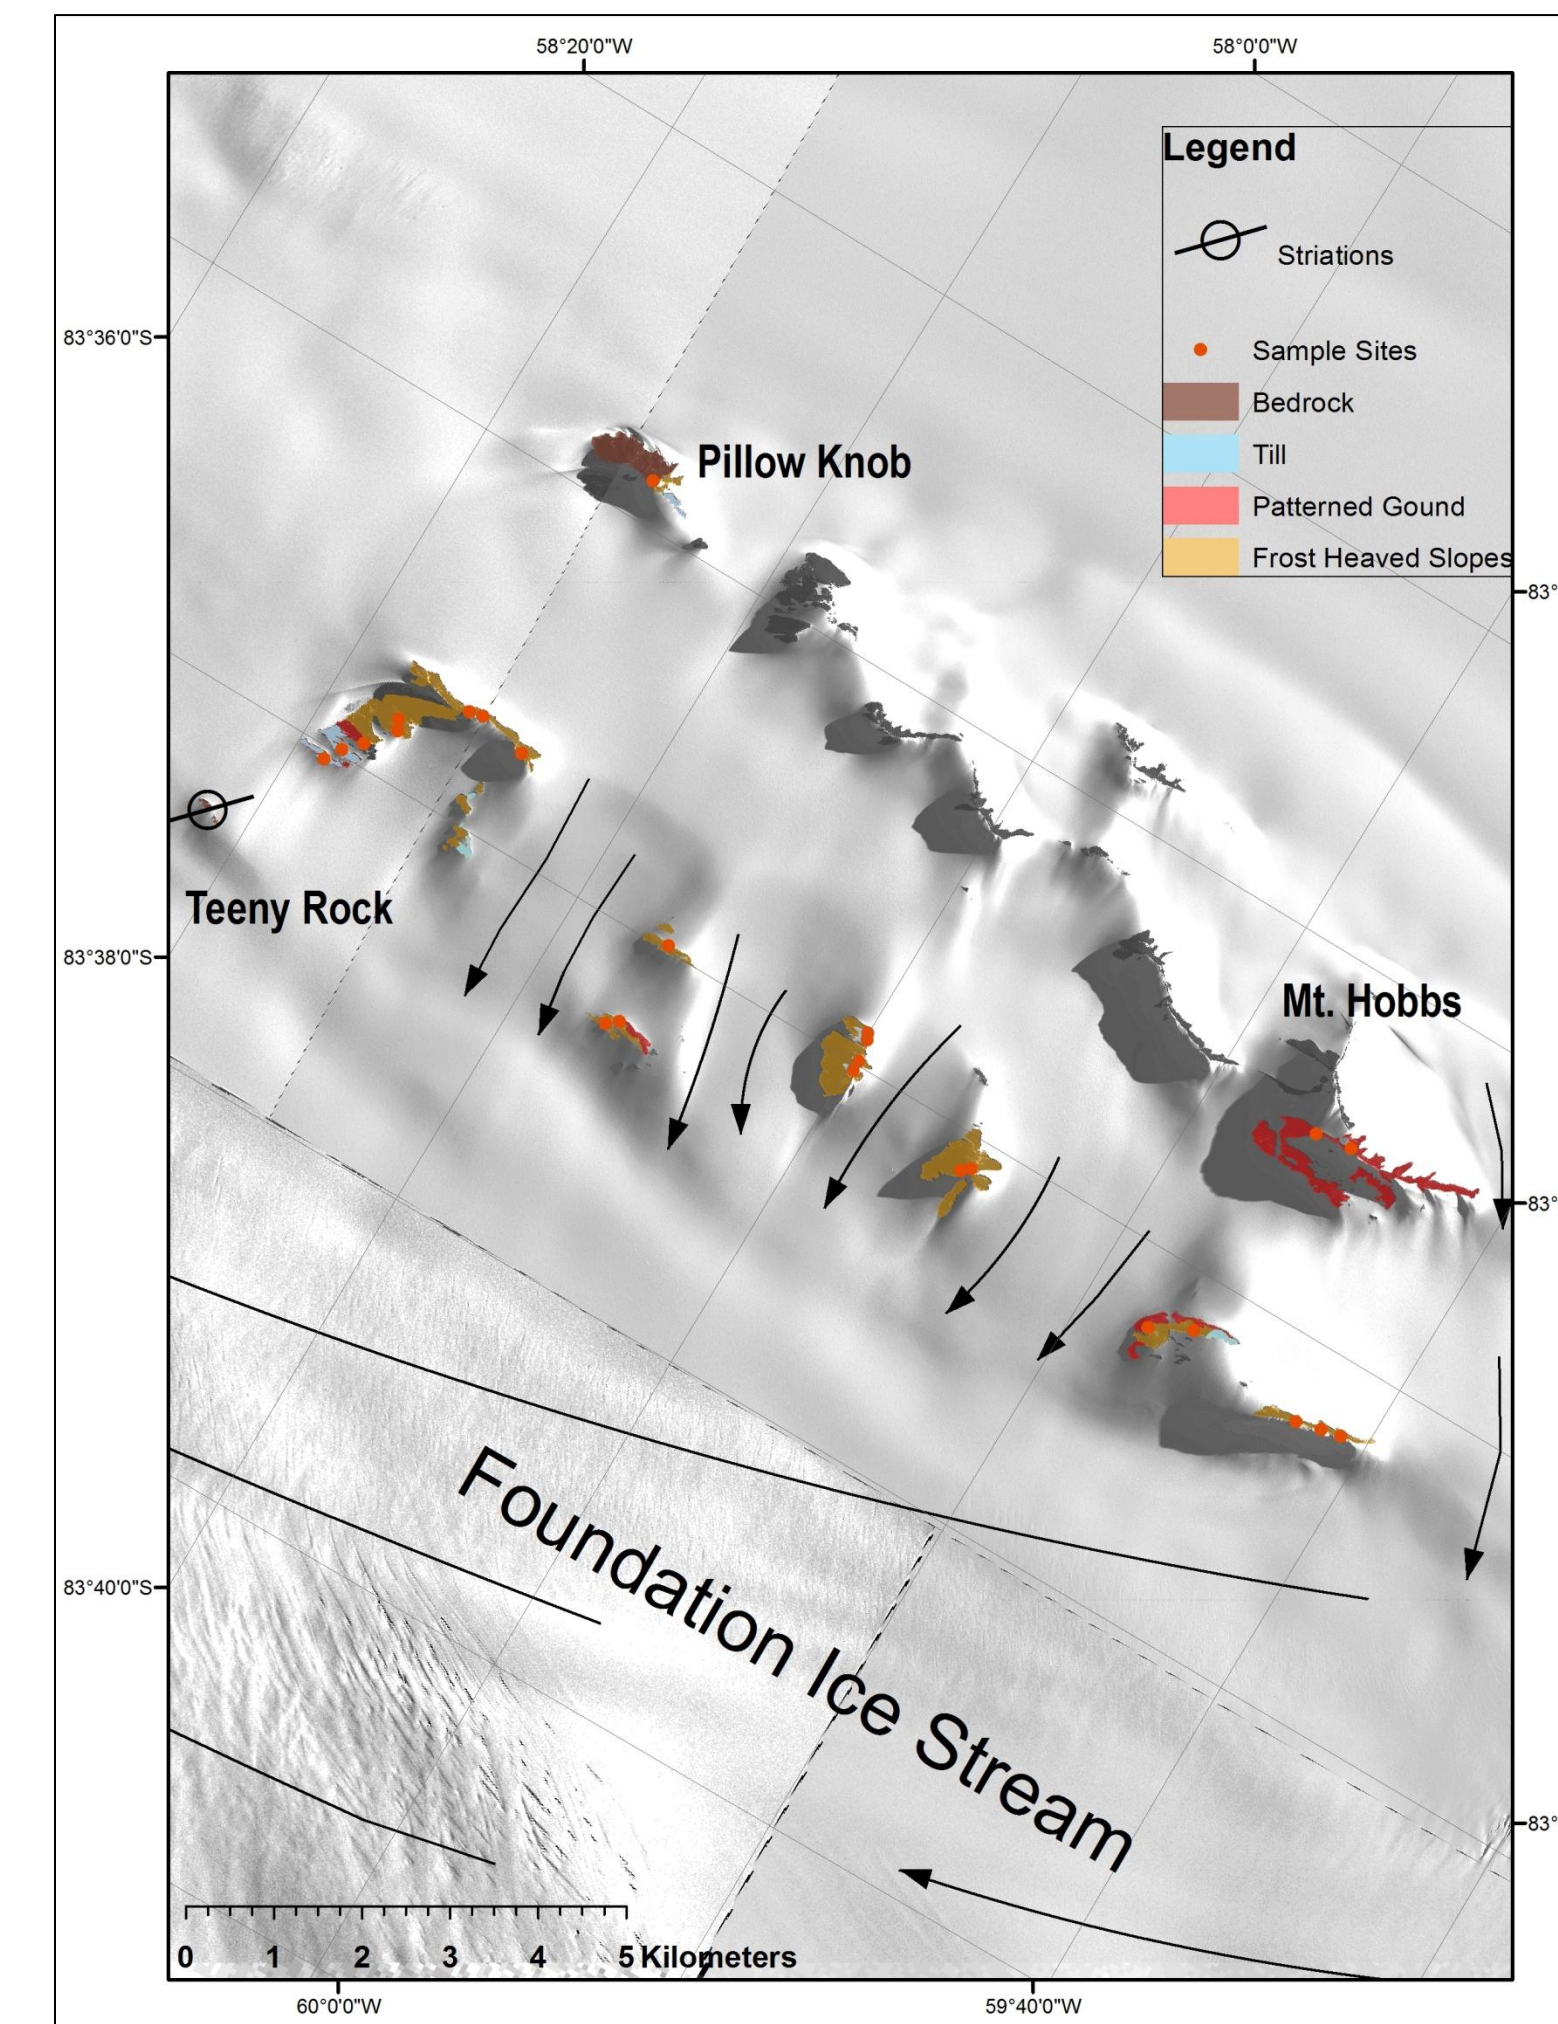 58°20'0"W
58°0'0"W
Legend
Striations
Sample Sites
Bedrock
Till
Patterned Gound
Frost Heaved Slopes
83°36'0"S
Pillow Knob
83°
Teeny Rock
83°38'0"S
Mt. Hobbs
83°
83°40'0"S
Foundation Ice Stream
83°
0 1 2 3 4 5 Kilometers
60°0'0"W
59°40'0"W